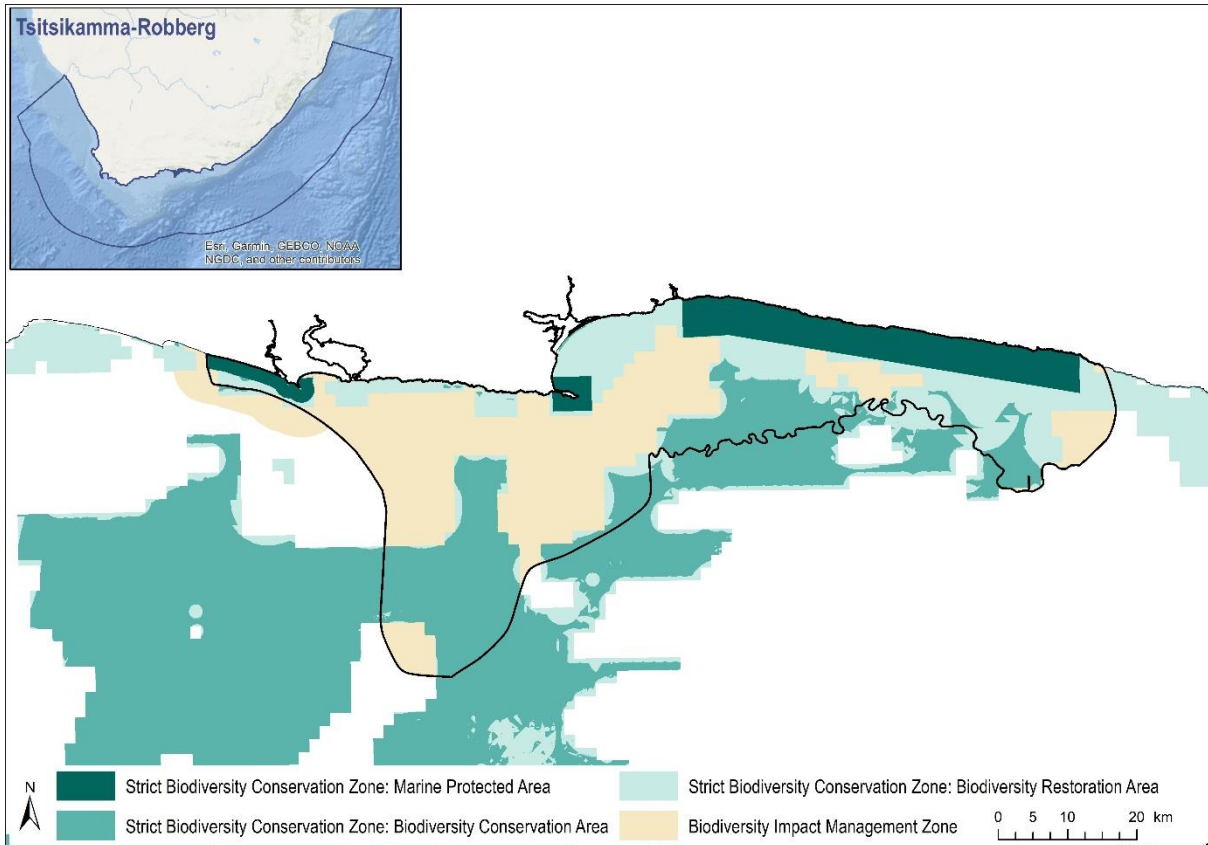 Tsitsikamma-Robberg
Esri, Garmin, GEBCO, NOAA
NGDC, and other contributors
N
Strict Biodiversity Conservation Zone: Marine Protected Area
Strict Biodiversity Conservation Zone: Biodiversity Restoration Area
Strict Biodiversity Conservation Zone: Biodiversity Conservation Area
Biodiversity Impact Management Zone
0 5 10 20 km